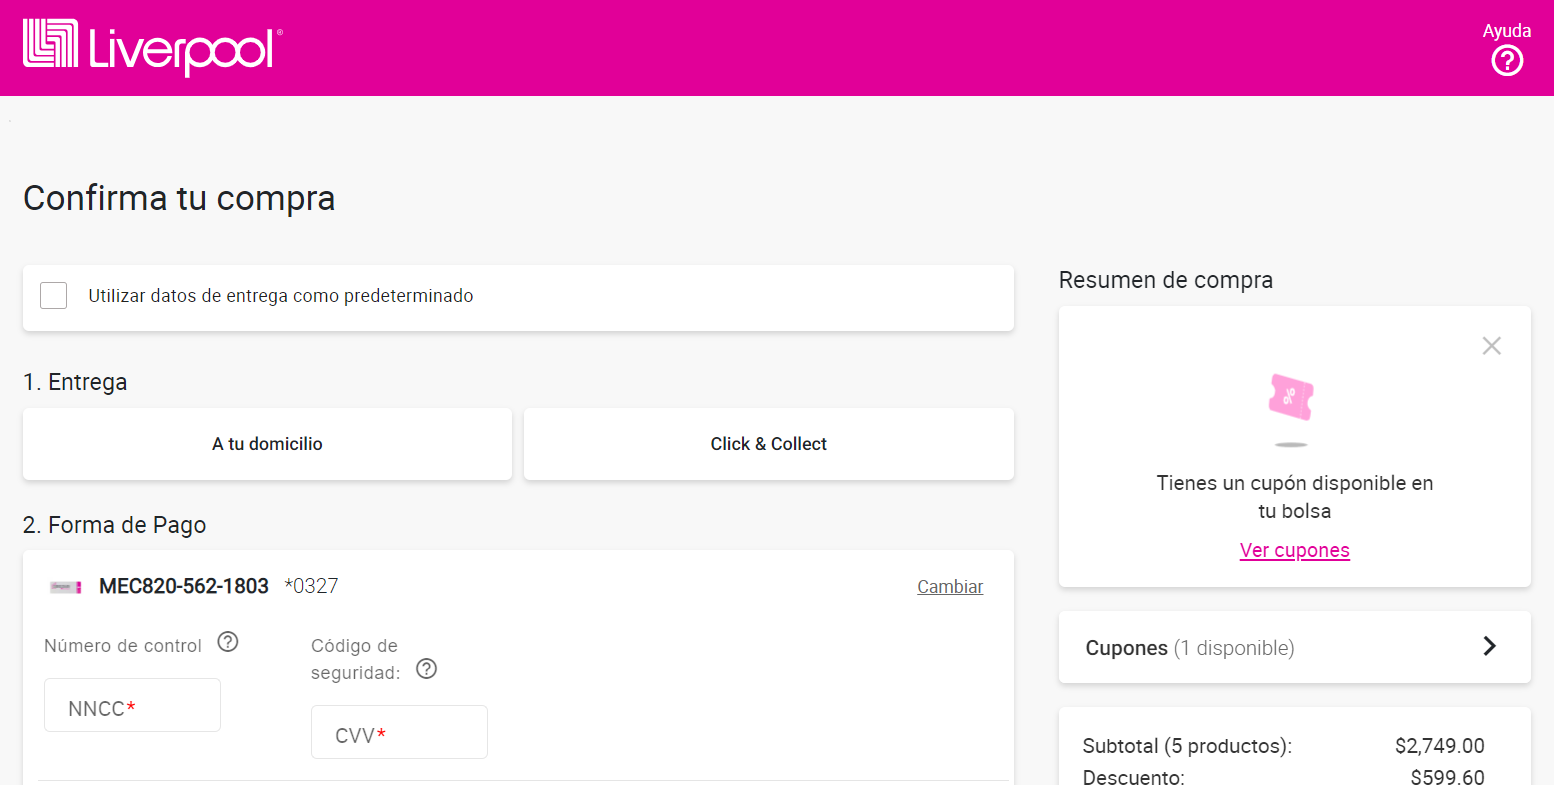 Liverpool®
Ayuda
Confirma tu compra
Utilizar datos de entrega como predeterminado
1. Entrega
A tu domicilio
Click & Collect
2. Forma de Pago
MEC820-562-1803 *0327
Cambiar
Número de control
Código de
seguridad:
NNCC*
CVV*
Resumen de compra
%
Tienes un cupón disponible en
tu bolsa
Ver cupones
Cupones (1 disponible)
Subtotal (5 productos): $2,749.00
Descuento: $599.60